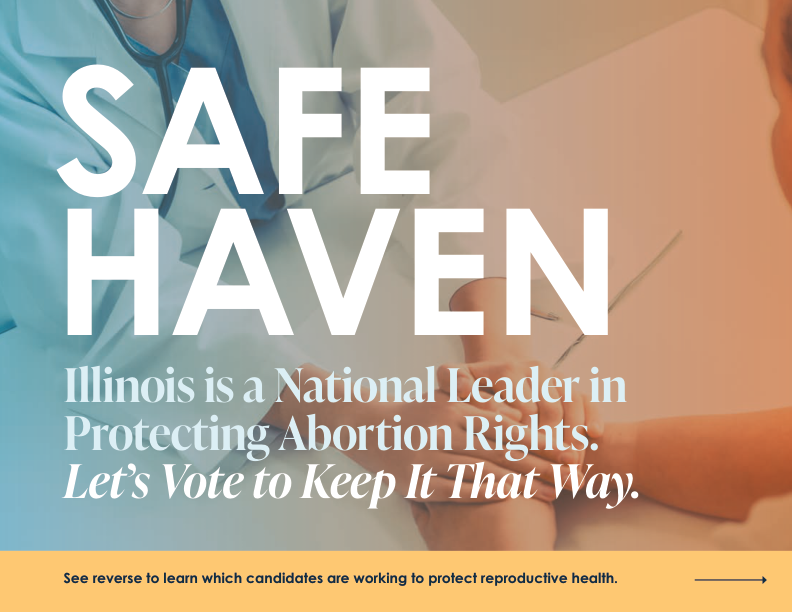 SAFE
HAVEN
Illinois is a National Leader in
Protecting Abortion Rights.
Let’s Vote to Keep It That Way.
See reverse to learn which candidates are working to protect reproductive health.